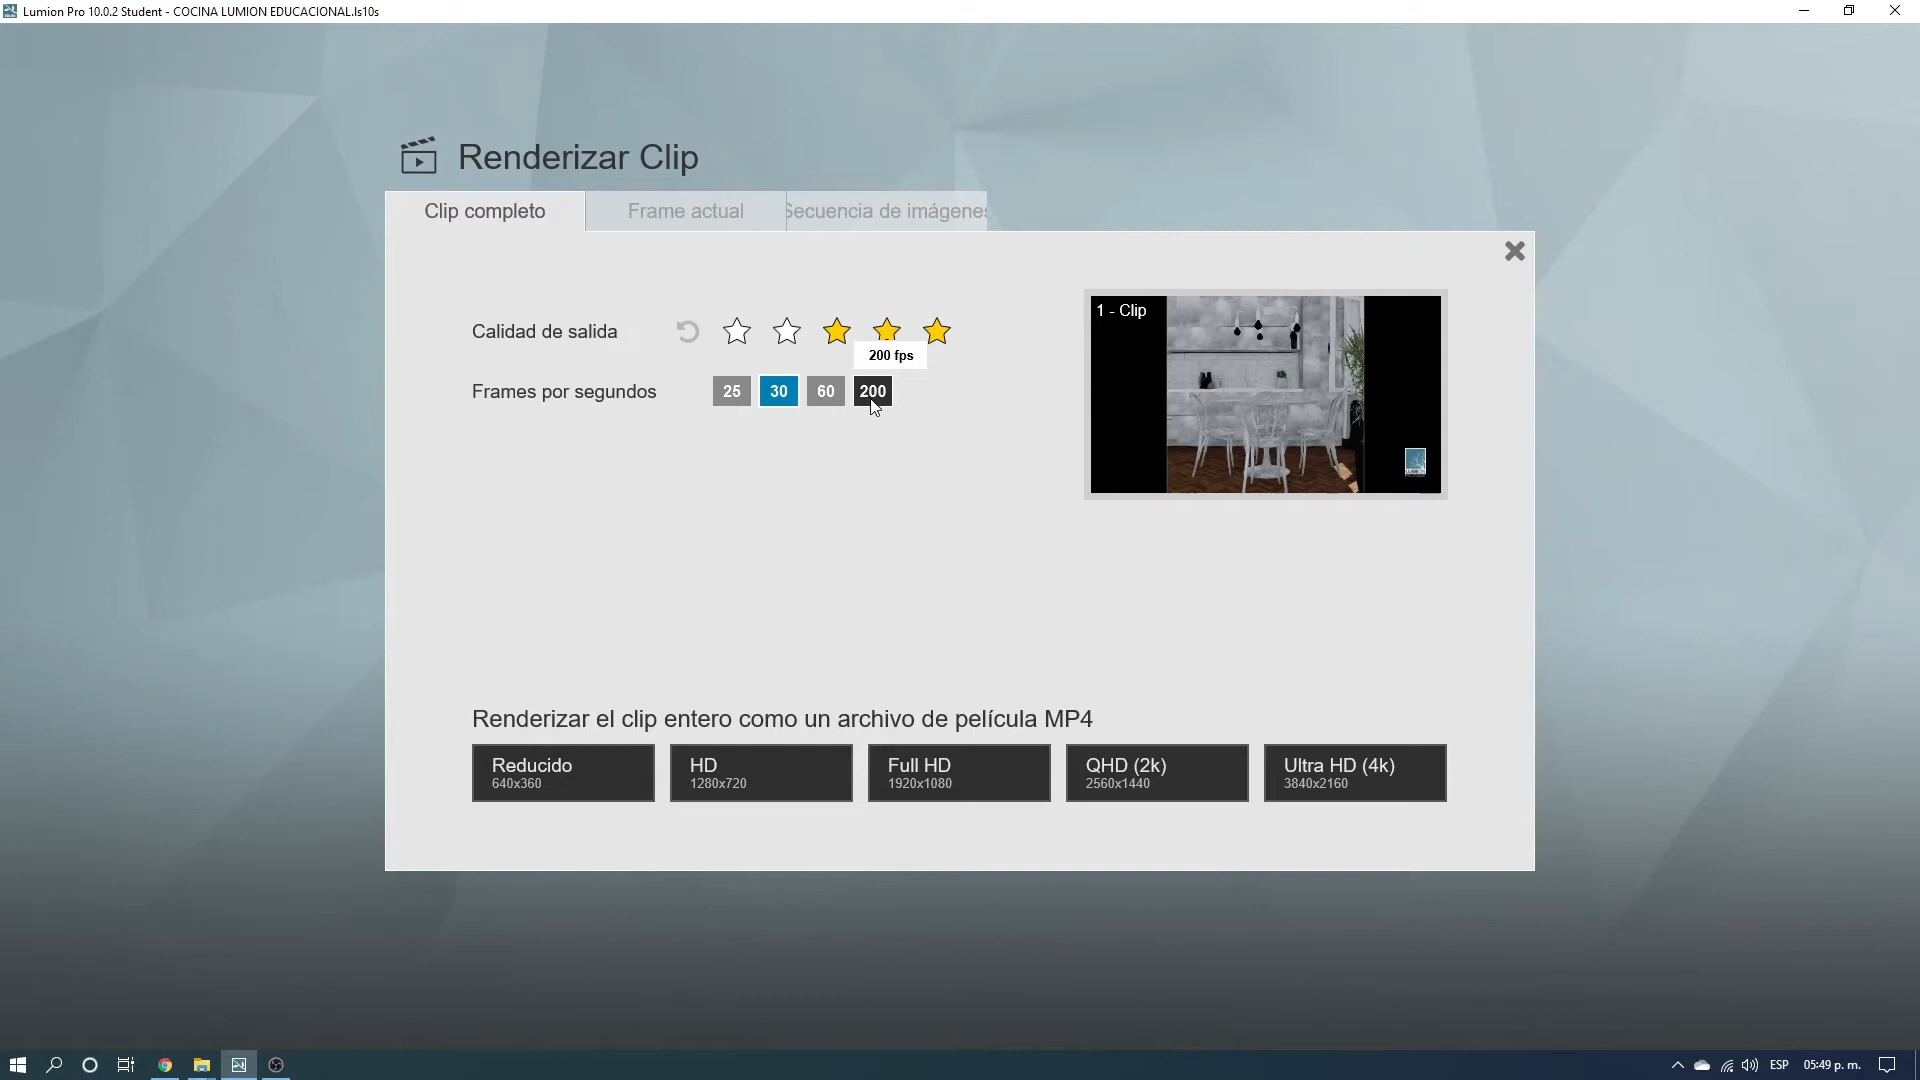 Lumion Pro 10.0.2 Student - COCINA LUMION EDUCACIONAL.ls10s
Renderizar Clip
Clip completo
Frame actual
Secuencia de imágenes
1 - Clip
Calidad de salida
200 fps
Frames por segundos
25
30
60
200
Renderizar el clip entero como un archivo de película MP4
Reducido
640x360
HD
1280x720
Full HD
1920x1080
QHD (2k)
2560x1440
Ultra HD (4k)
3840x2160
ESP
05:49 p. m.